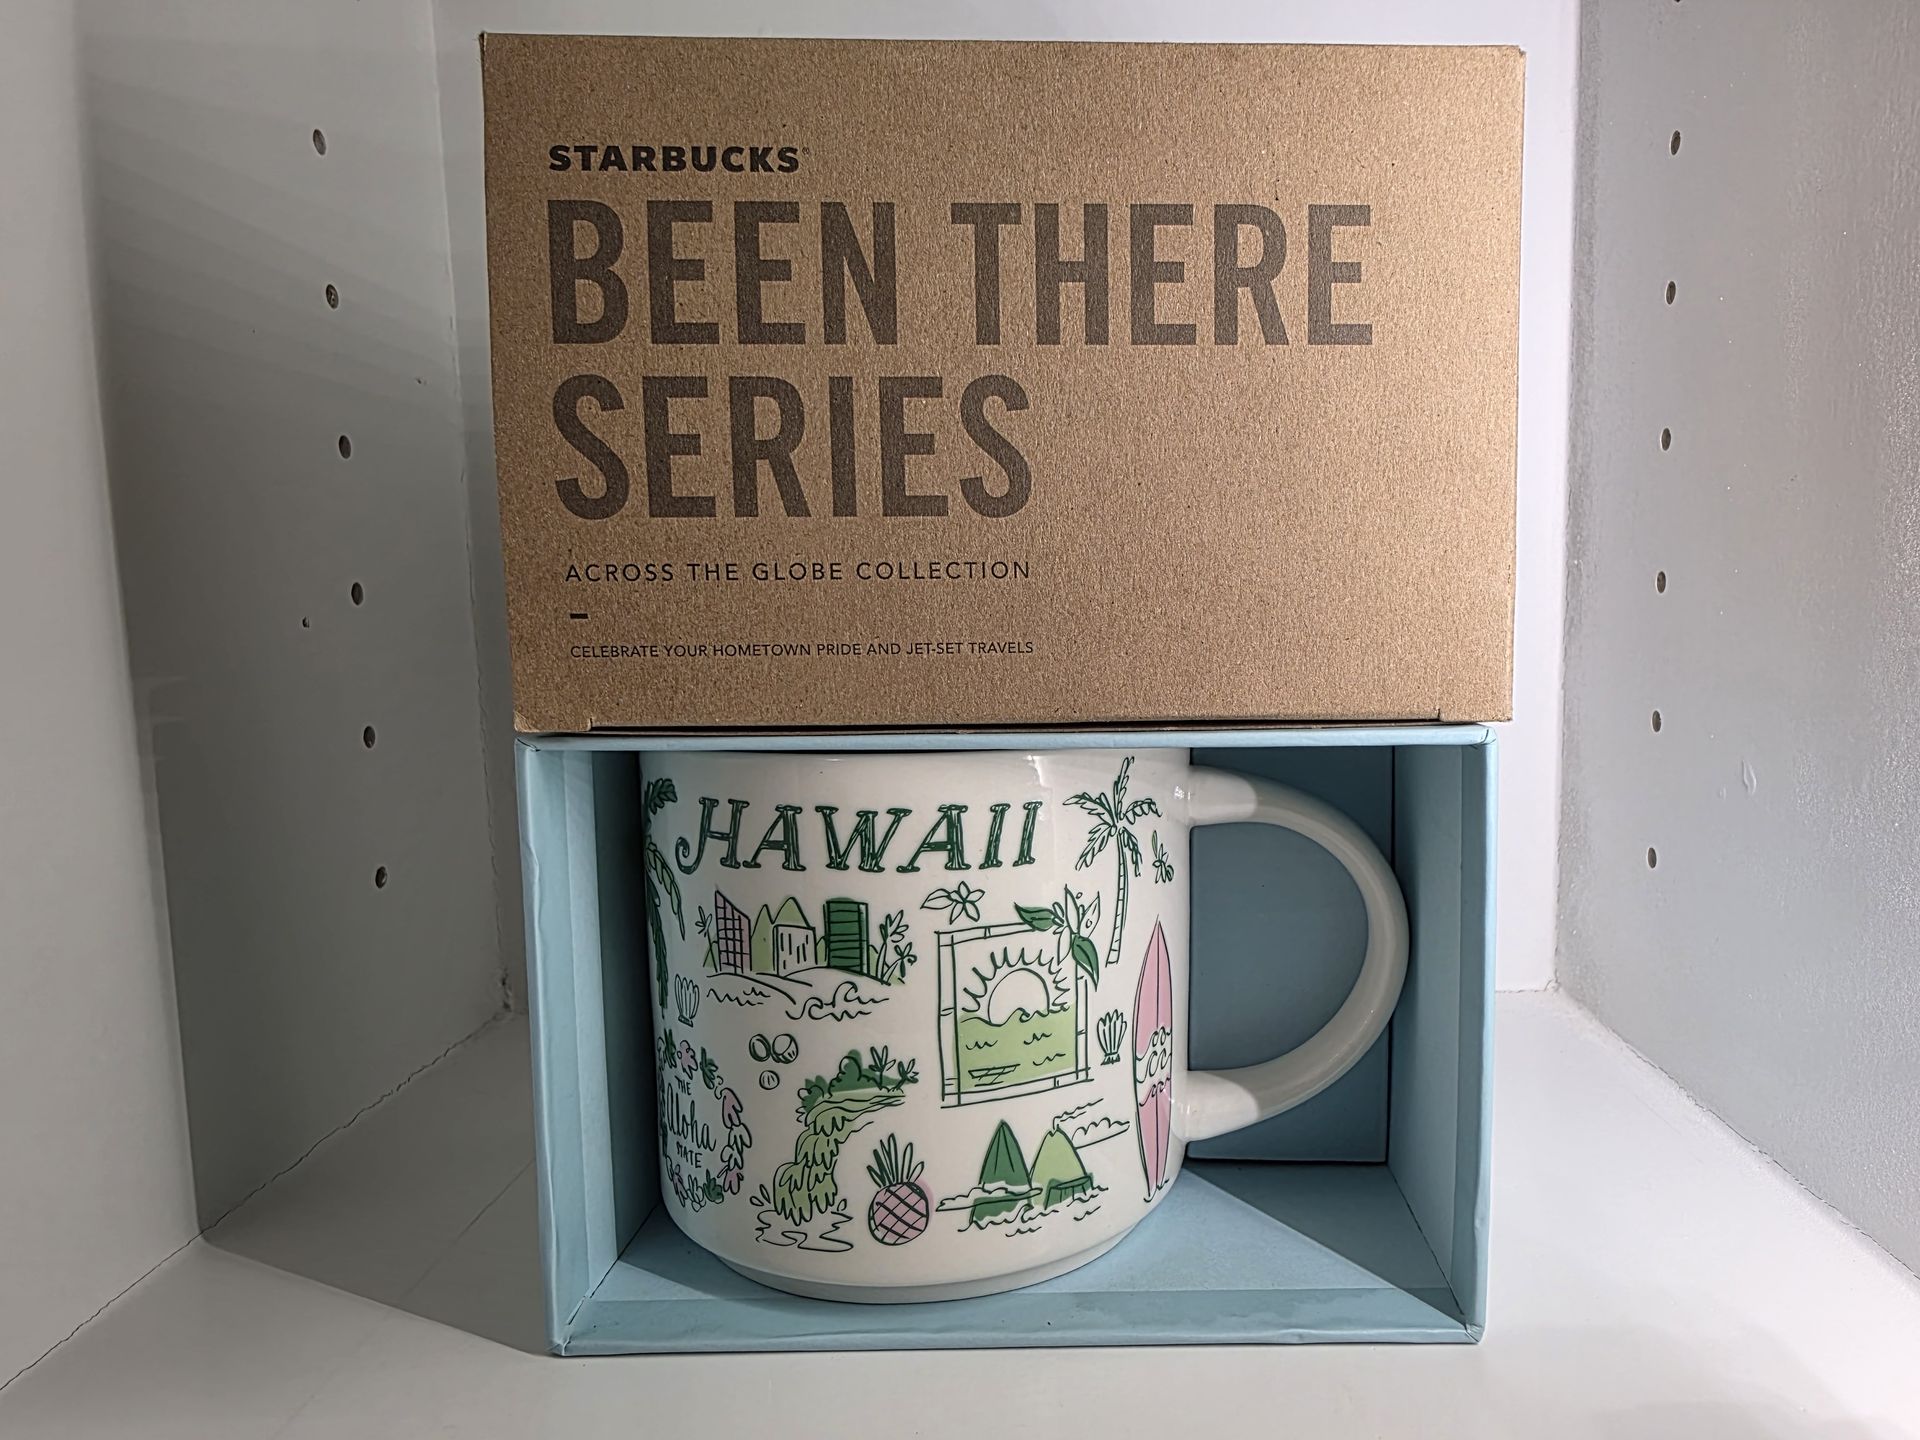 STARBUCKS®
BEEN THERE
SERIES
ACROSS THE GLOBE COLLECTION
CELEBRATE YOUR HOMETOWN PRIDE AND JET-SET TRAVELS
HAWAII
THE
Aloha
STATE